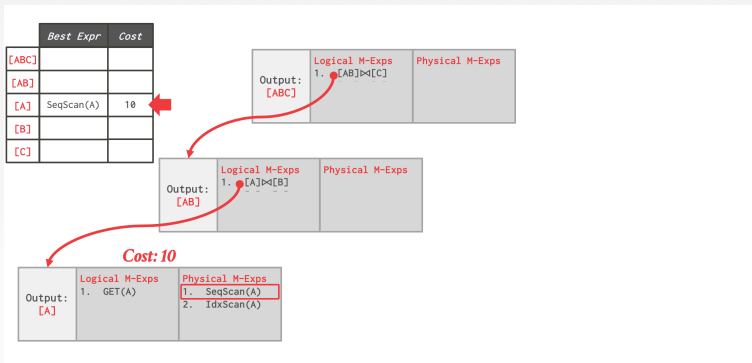 Best Expr Cost
[ABC]
[AB]
[A] SeqScan(A) 10
[B]
[C]
Output:
[ABC]
Logical M-Exps
1. [AB]⋈[C]
Physical M-Exps
Output:
[AB]
Logical M-Exps
1. [A]⋈[B]
Physical M-Exps
Cost: 10
Output:
[A]
Logical M-Exps
1. GET(A)
Physical M-Exps
1. SeqScan(A)
2. IdxScan(A)